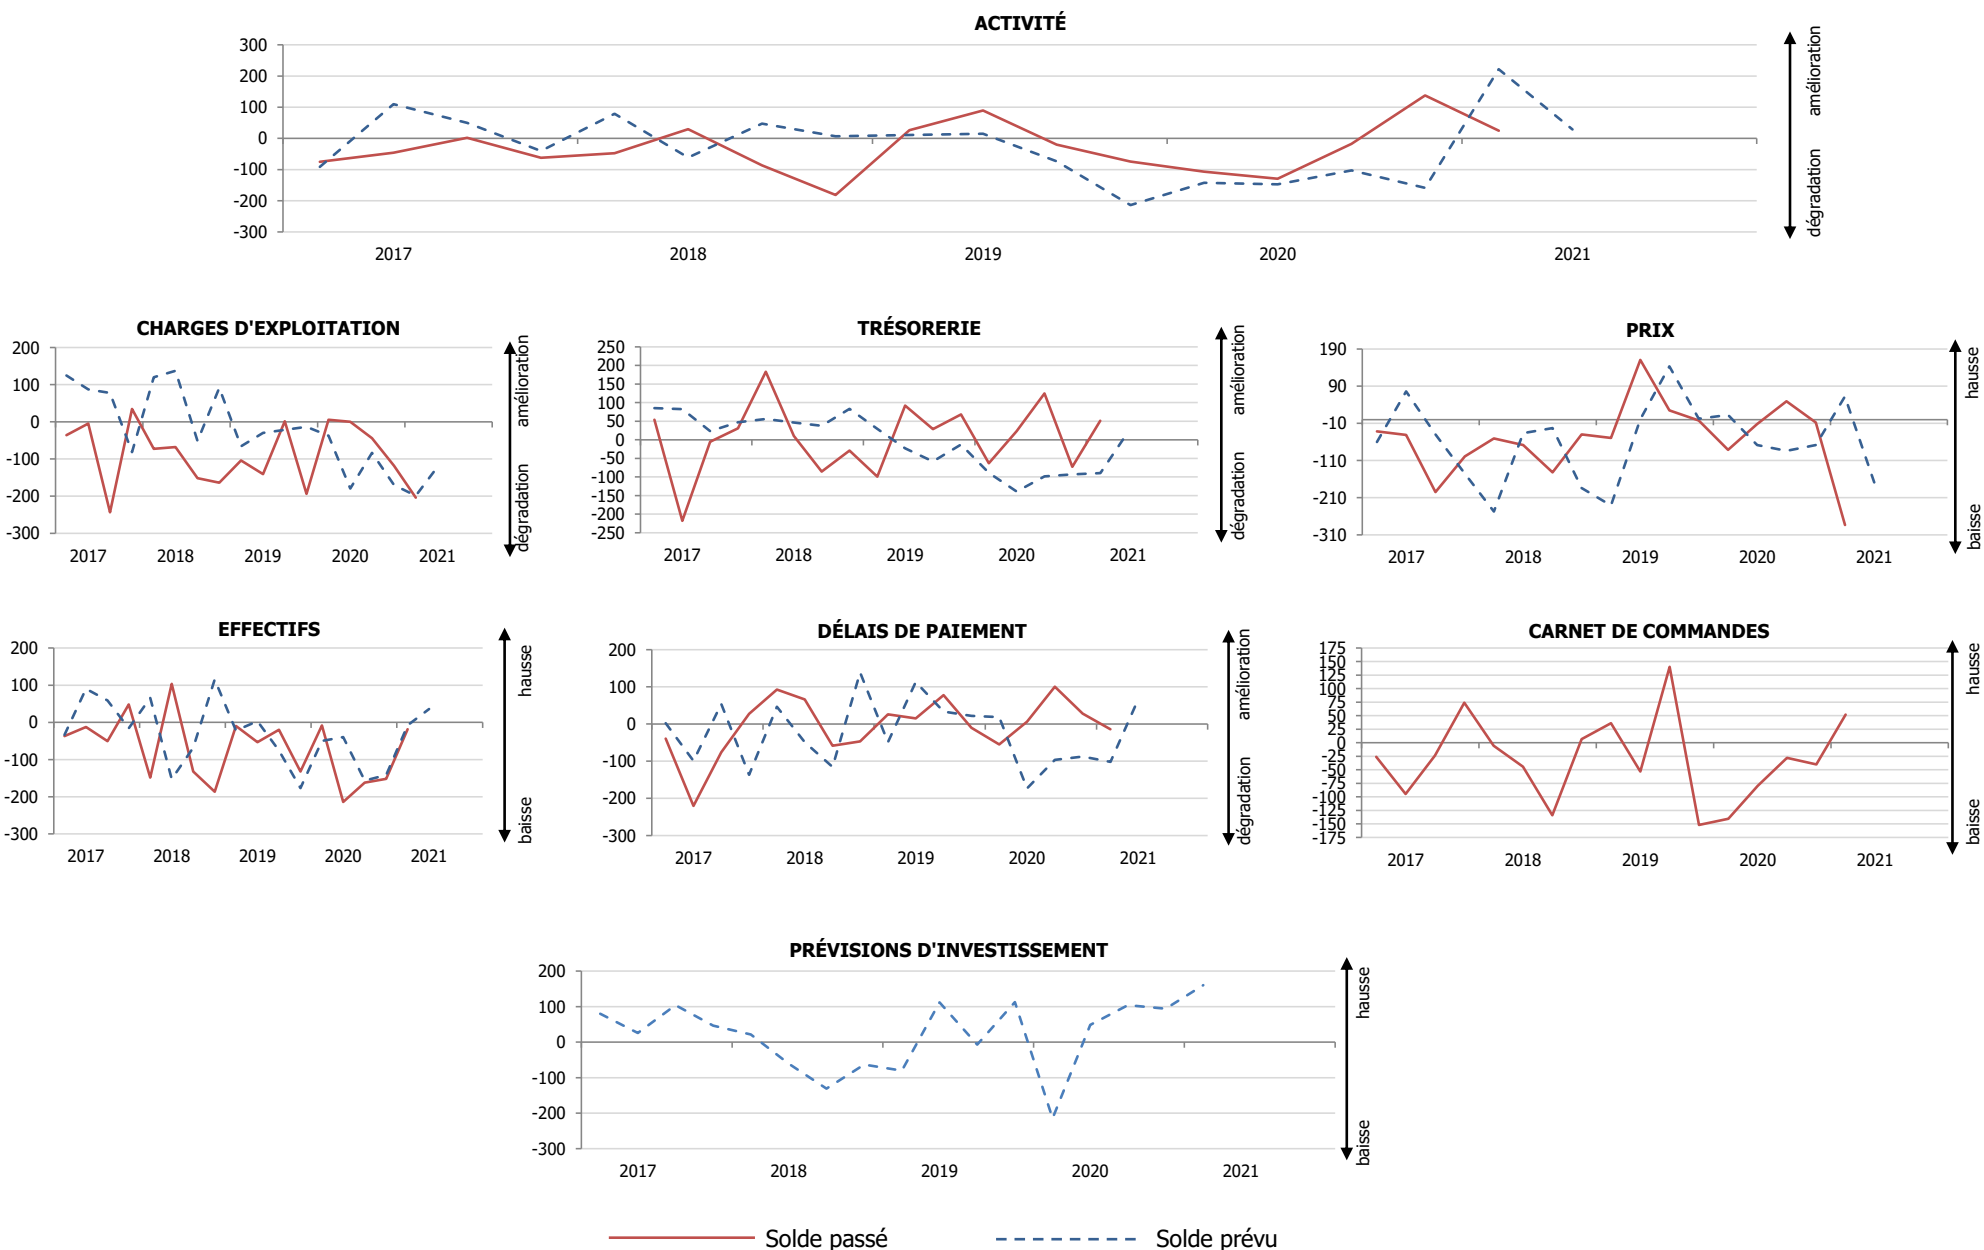 ACTIVITÉ
300
200
100
0
-100
-200
-300
2017 2018 2019 2020 2021
amélioration
dégradation
CHARGES D'EXPLOITATION
200
100
0
-100
-200
-300
2017 2018 2019 2020 2021
amélioration
dégradation
TRÉSORERIE
250
200
150
100
50
0
-50
-100
-150
-200
-250
2017 2018 2019 2020 2021
amélioration
dégradation
PRIX
190
90
-10
-110
-210
-310
2017 2018 2019 2020 2021
hausse
baisse
EFFECTIFS
200
100
0
-100
-200
-300
2017 2018 2019 2020 2021
hausse
baisse
DÉLAIS DE PAIEMENT
200
100
0
-100
-200
-300
2017 2018 2019 2020 2021
amélioration
dégradation
CARNET DE COMMANDES
175
150
125
100
75
50
25
0
-25
-50
-75
-100
-125
-150
-175
2017 2018 2019 2020 2021
hausse
baisse
PRÉVISIONS D'INVESTISSEMENT
200
100
0
-100
-200
-300
2017 2018 2019 2020 2021
hausse
baisse
Solde passé Solde prévu